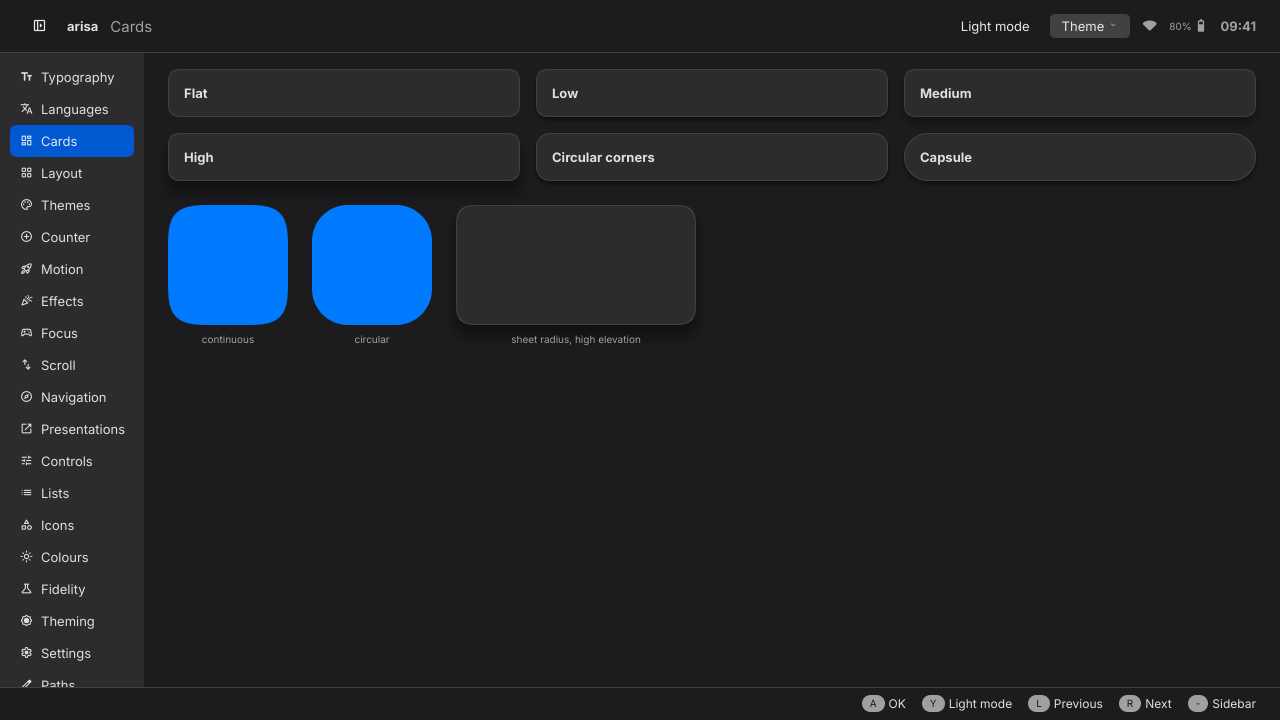 arisa Cards
Light mode
Theme
80%
09:41
Typography
Languages
Cards
Layout
Themes
Counter
Motion
Effects
Focus
Scroll
Navigation
Presentations
Controls
Lists
Icons
Colours
Fidelity
Theming
Settings
Paths
Flat
Low
Medium
High
Circular corners
Capsule
continuous
circular
sheet radius, high elevation
A OK
Y Light mode
L Previous
R Next
- Sidebar